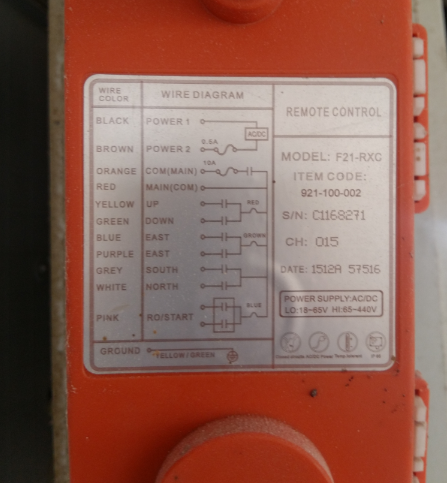 WIRE COLOR
WIRE DIAGRAM
BLACK POWER 1
AC/DC
BROWN POWER 2 0.5A
ORANGE COM(MAIN) 10A
RED MAIN(COM)
YELLOW UP RED
GREEN DOWN
BLUE EAST BROWN
PURPLE EAST
GREY SOUTH
WHITE NORTH
PINK RO/START BLUE
GROUND YELLOW/GREEN
REMOTE CONTROL
MODEL: F21-RXC
ITEM CODE:
921-100-002
S/N: C1168271
CH: 015
DATE: 1512A 57516
POWER SUPPLY:AC/DC
LO:18~65V HI:65~440V